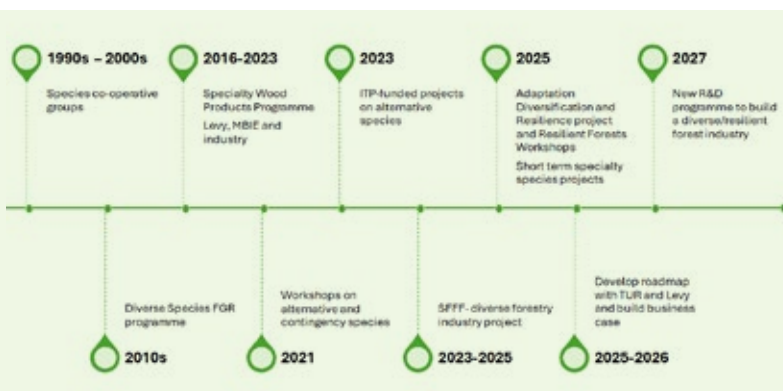 1990s – 2000s
Species co-operative
groups
2016-2023
Specialty Wood
Products Programme
Levy, MBIE and
industry
2023
ITP-funded projects
on alternative
species
2025
Adaptation
Diversification and
Resilience project
and Resilient Forests
Workshops
Short term specialty
species projects
2027
New R&D
programme to build
a diverse/resilient
forest industry
Diverse Species FGR
programme
2010s
Workshops on
alternative and
contingency species
2021
SFFF- diverse forestry
industry project
2023-2025
Develop roadmap
with TUR and Levy
and build business
case
2025-2026